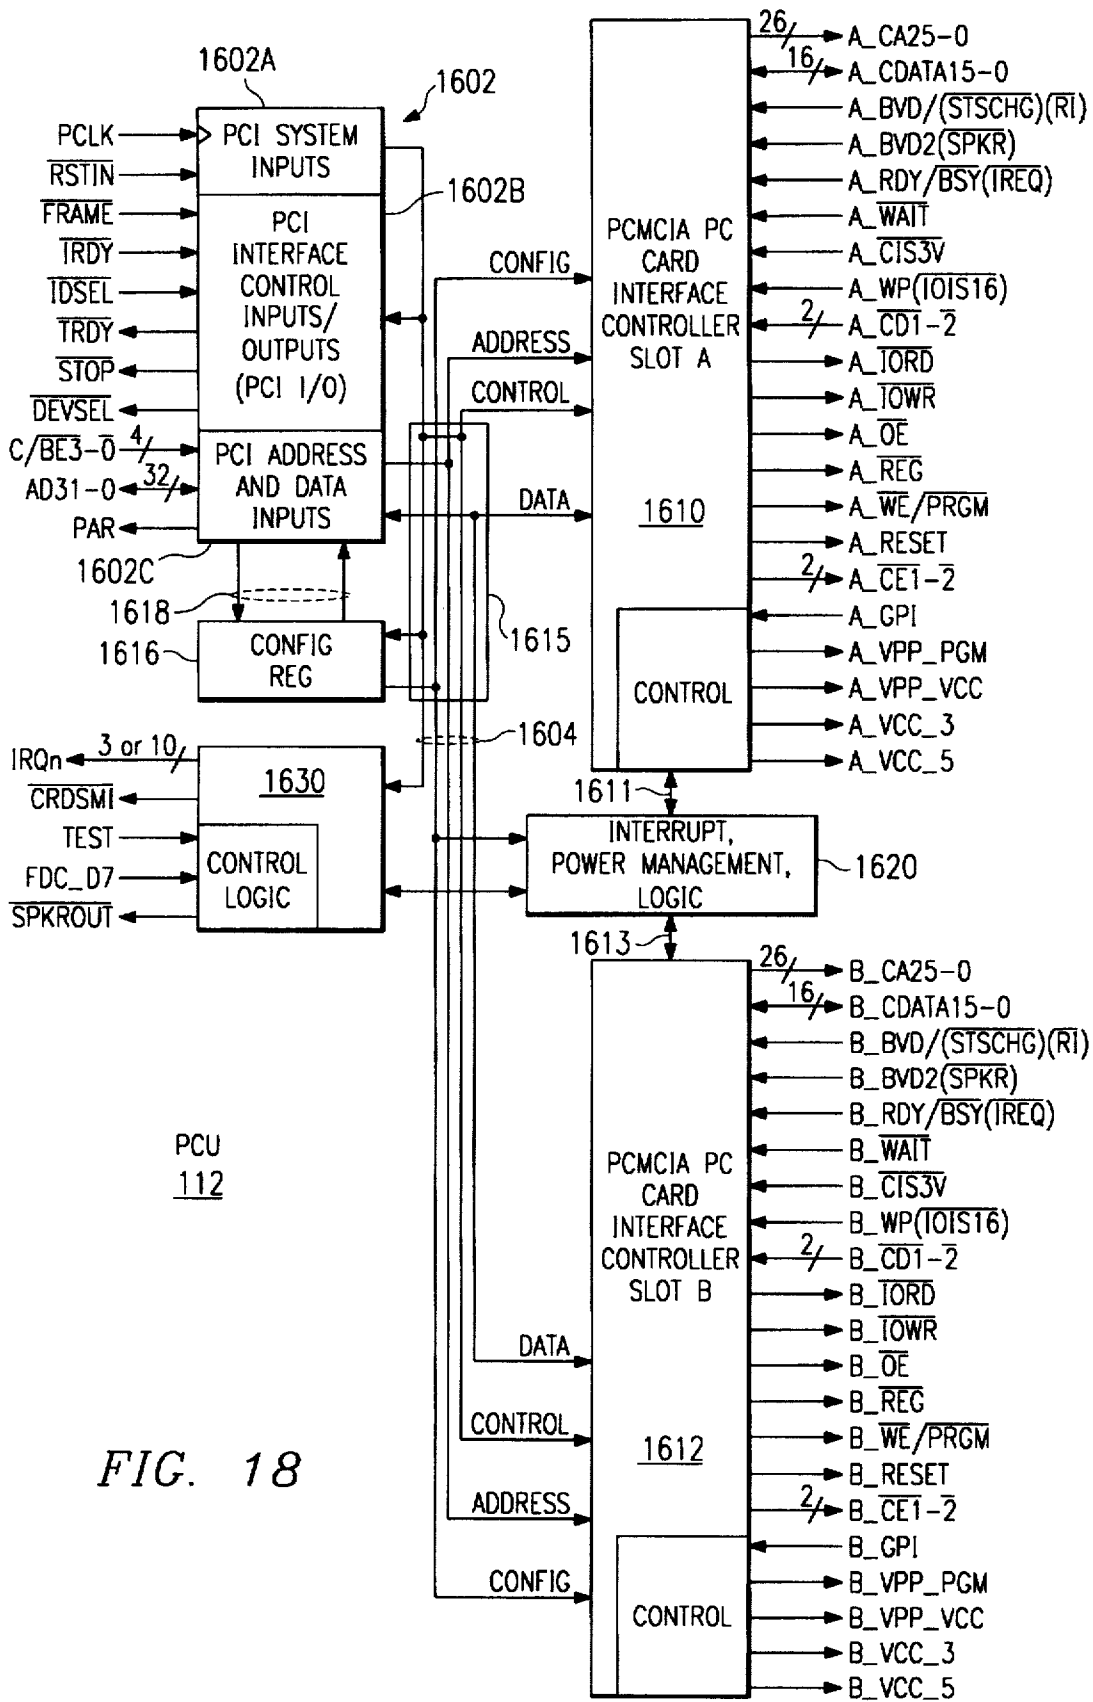 1602A
1602
PCLK
RSTIN
FRAME
IRDY
IDSEL
TRDY
STOP
DEVSEL
C/BE3-0
4
AD31-0
32
PAR
PCI SYSTEM
INPUTS
1602B
PCI
INTERFACE
CONTROL
INPUTS/
OUTPUTS
(PCI I/O)
PCI ADDRESS
AND DATA
INPUTS
1602C
1618
1616
CONFIG
REG
1615
1604
IRQn
3 or 10
CRDSMI
TEST
FDC_D7
SPKROUT
1630
CONTROL
LOGIC
CONFIG
ADDRESS
CONTROL
DATA
PCMCIA PC
CARD
INTERFACE
CONTROLLER
SLOT A
1610
CONTROL
26
A_CA25-0
16
A_CDATA15-0
A_BVD/(STSCHG)(RI)
A_BVD2(SPKR)
A_RDY/BSY(IREQ)
A_WAIT
A_CIS3V
A_WP(IOIS16)
2
A_CD1-2
A_IORD
A_IOWR
A_OE
A_REG
A_WE/PRGM
A_RESET
2
A_CE1-2
A_GPI
A_VPP_PGM
A_VPP_VCC
A_VCC_3
A_VCC_5
1611
INTERRUPT,
POWER MANAGEMENT,
LOGIC
1620
1613
PCU
112
DATA
CONTROL
ADDRESS
CONFIG
PCMCIA PC
CARD
INTERFACE
CONTROLLER
SLOT B
1612
CONTROL
26
B_CA25-0
16
B_CDATA15-0
B_BVD/(STSCHG)(RI)
B_BVD2(SPKR)
B_RDY/BSY(IREQ)
B_WAIT
B_CIS3V
B_WP(IOIS16)
2
B_CD1-2
B_IORD
B_IOWR
B_OE
B_REG
B_WE/PRGM
B_RESET
2
B_CE1-2
B_GPI
B_VPP_PGM
B_VPP_VCC
B_VCC_3
B_VCC_5
FIG. 18